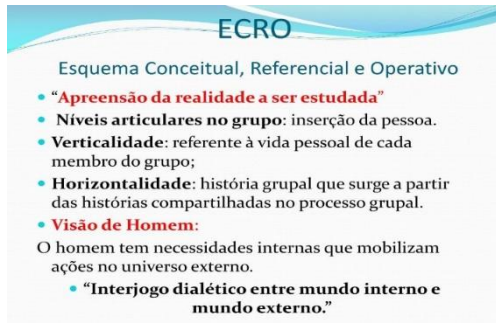 ECRO
Esquema Conceitual, Referencial e Operativo
• “Apreensão da realidade a ser estudada”
• Níveis articulares no grupo: inserção da pessoa.
• Verticalidade: referente à vida pessoal de cada
membro do grupo;
• Horizontalidade: história grupal que surge a partir
das histórias compartilhadas no processo grupal.
• Visão de Homem:
O homem tem necessidades internas que mobilizam
ações no universo externo.
• “Interjogo dialético entre mundo interno e
mundo externo.”